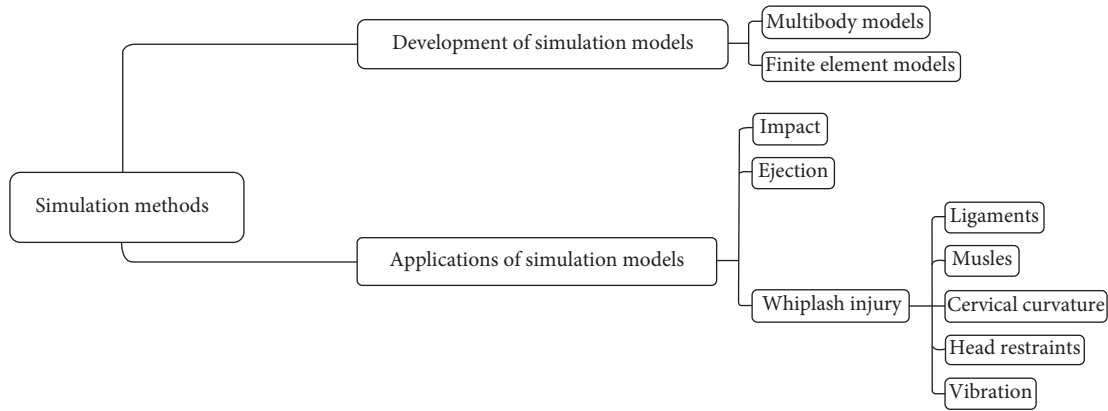 Simulation methods
Development of simulation models
Multibody models
Finite element models
Applications of simulation models
Impact
Ejection
Whiplash injury
Ligaments
Musles
Cervical curvature
Head restraints
Vibration